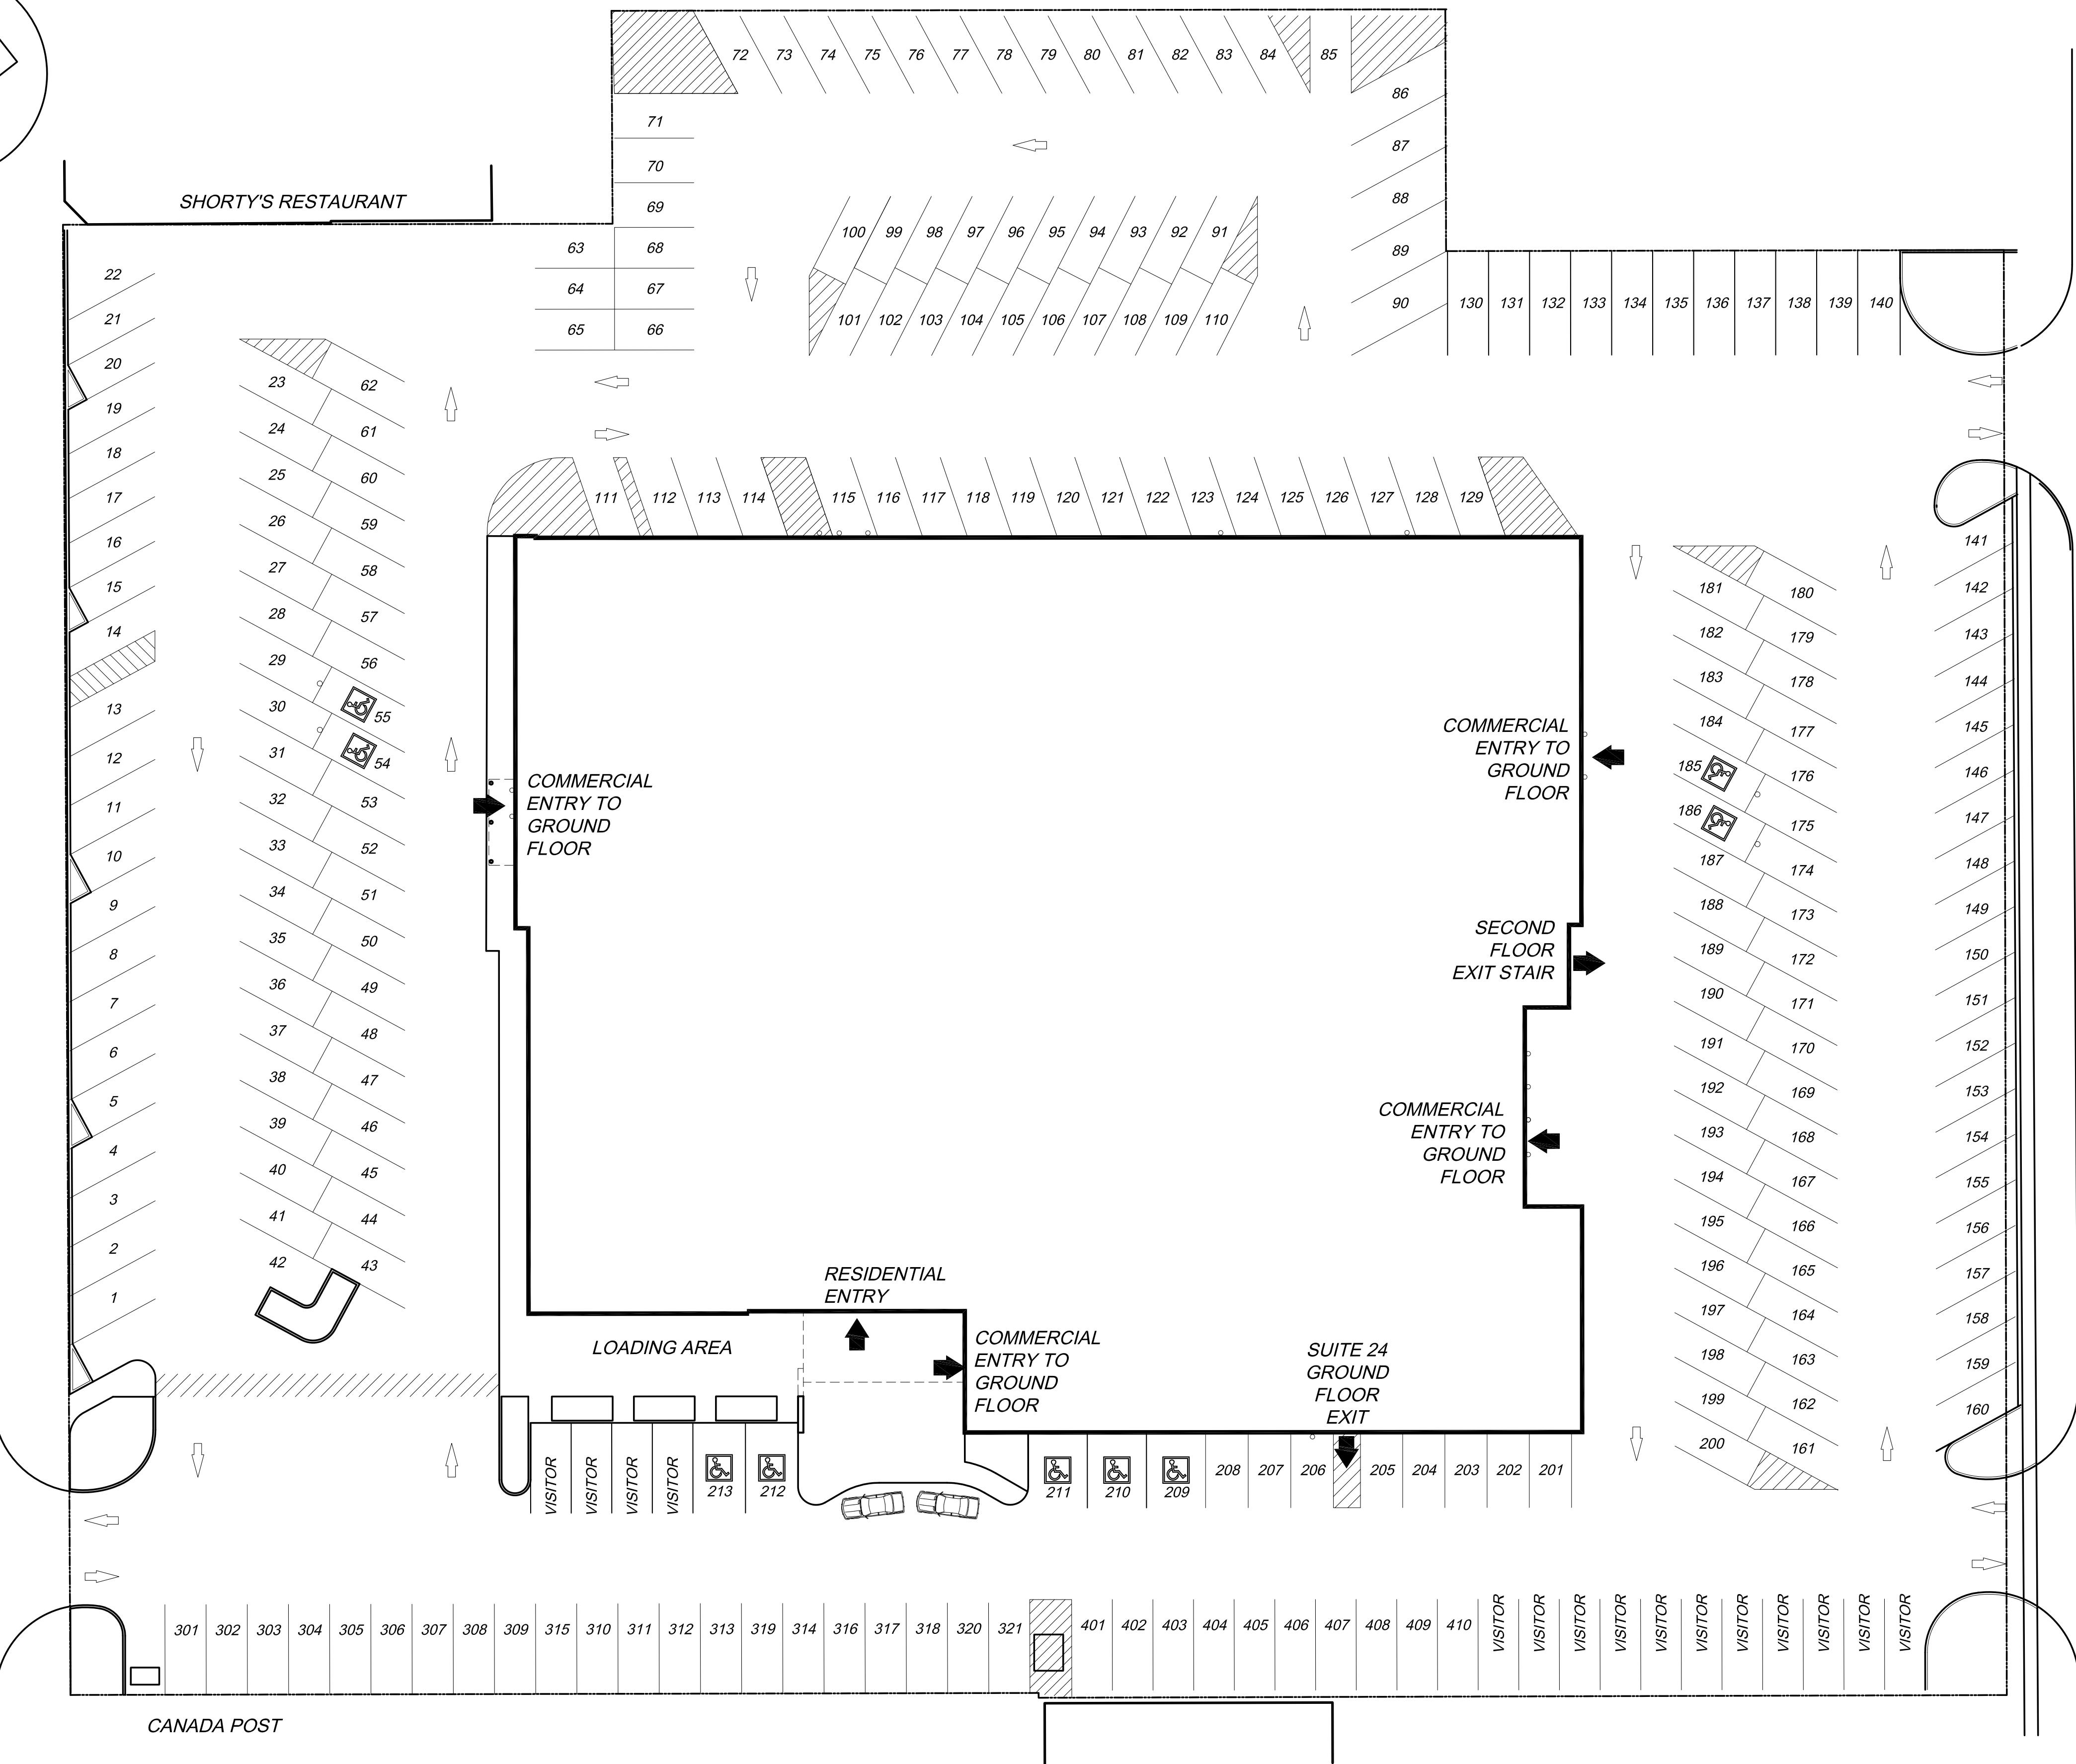 72 73 74 75 76 77 78 79 80 81 82 83 84 85
86
71
87
70
88
SHORTY'S RESTAURANT
69
100 99 98 97 96 95 94 93 92 91
63 68
89
22
64 67
90 130 131 132 133 134 135 136 137 138 139 140
21
65 66
101 102 103 104 105 106 107 108 109 110
20
23 62
19
24 61
18
25 60
17
111 112 113 114 115 116 117 118 119 120 121 122 123 124 125 126 127 128 129
26 59
16
141
27 58
15
142
181 180
28 57
14
143
182 179
29 56
144
183 178
30 55
13
145
184 177
31 54
12
146
185 176
32 53
11
147
186 175
33 52
10
148
187 174
34 51
9
149
188 173
35 50
8
150
189 172
36 49
7
151
190 171
37 48
6
152
191 170
38 47
5
153
192 169
39 46
4
154
193 168
40 45
3
155
194 167
41 44
2
156
195 166
42 43
1
157
196 165
158
197 164
159
198 163
160
199 162
200 161
COMMERCIAL
ENTRY TO
GROUND
FLOOR
COMMERCIAL
ENTRY TO
GROUND
FLOOR
SECOND
FLOOR
EXIT STAIR
COMMERCIAL
ENTRY TO
GROUND
FLOOR
RESIDENTIAL
ENTRY
LOADING AREA
COMMERCIAL
ENTRY TO
GROUND
FLOOR
SUITE 24
GROUND
FLOOR
EXIT
VISITOR VISITOR VISITOR VISITOR 213 212 211 210 209 208 207 206 205 204 203 202 201
301 302 303 304 305 306 307 308 309 315 310 311 312 313 319 314 316 317 318 320 321 401 402 403 404 405 406 407 408 409 410 VISITOR VISITOR VISITOR VISITOR VISITOR VISITOR VISITOR VISITOR VISITOR VISITOR VISITOR
CANADA POST